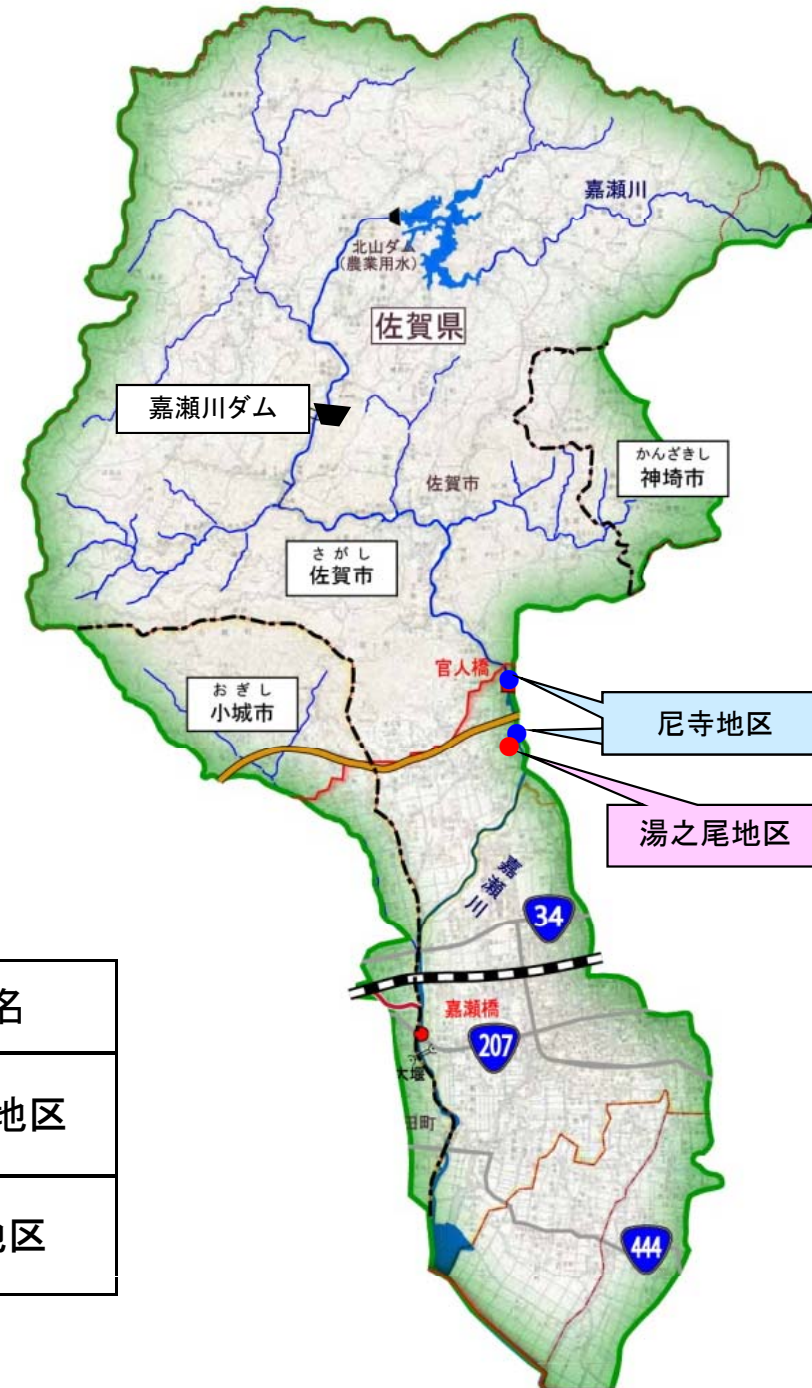 嘉瀬川
北山ダム
(農業用水)
佐賀県
嘉瀬川ダム
かんざきし
神埼市
佐賀市
さがし
佐賀市
官人橋
おぎし
小城市
尼寺地区
湯之尾地区
嘉瀬川
34
名
嘉瀬橋
207
大堰
地区
田町
地区
444